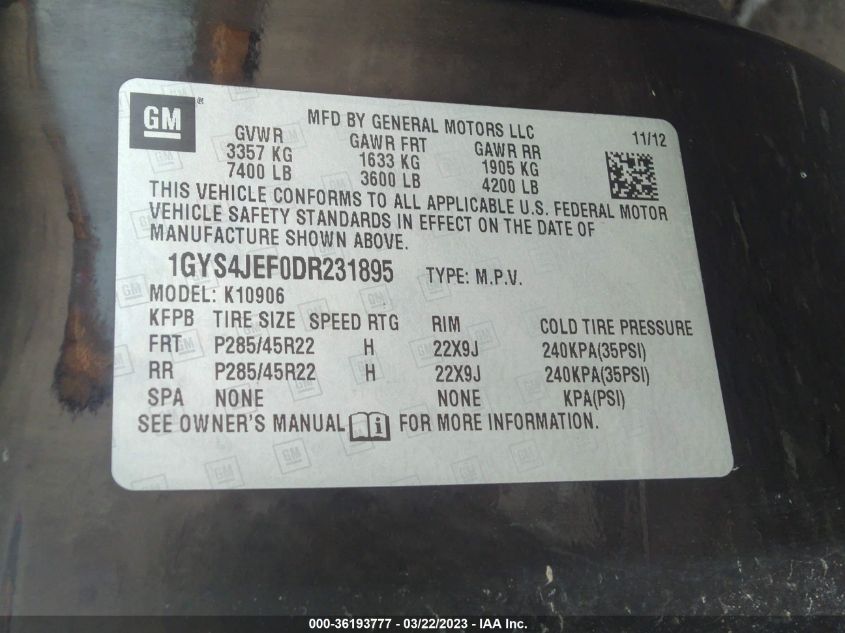 GM®
MFD BY GENERAL MOTORS LLC
11/12
GVWR GAWR FRT GAWR RR
3357 KG 1633 KG 1905 KG
7400 LB 3600 LB 4200 LB
THIS VEHICLE CONFORMS TO ALL APPLICABLE U.S. FEDERAL MOTOR
VEHICLE SAFETY STANDARDS IN EFFECT ON THE DATE OF
MANUFACTURE SHOWN ABOVE.
1GYS4JEF0DR231895 TYPE: M.P.V.
MODEL: K10906
KFPB TIRE SIZE SPEED RTG RIM COLD TIRE PRESSURE
FRT P285/45R22 H 22X9J 240KPA(35PSI)
RR P285/45R22 H 22X9J 240KPA(35PSI)
SPA NONE NONE KPA(PSI)
SEE OWNER'S MANUAL FOR MORE INFORMATION.
000-36193777 - 03/22/2023 - IAA Inc.